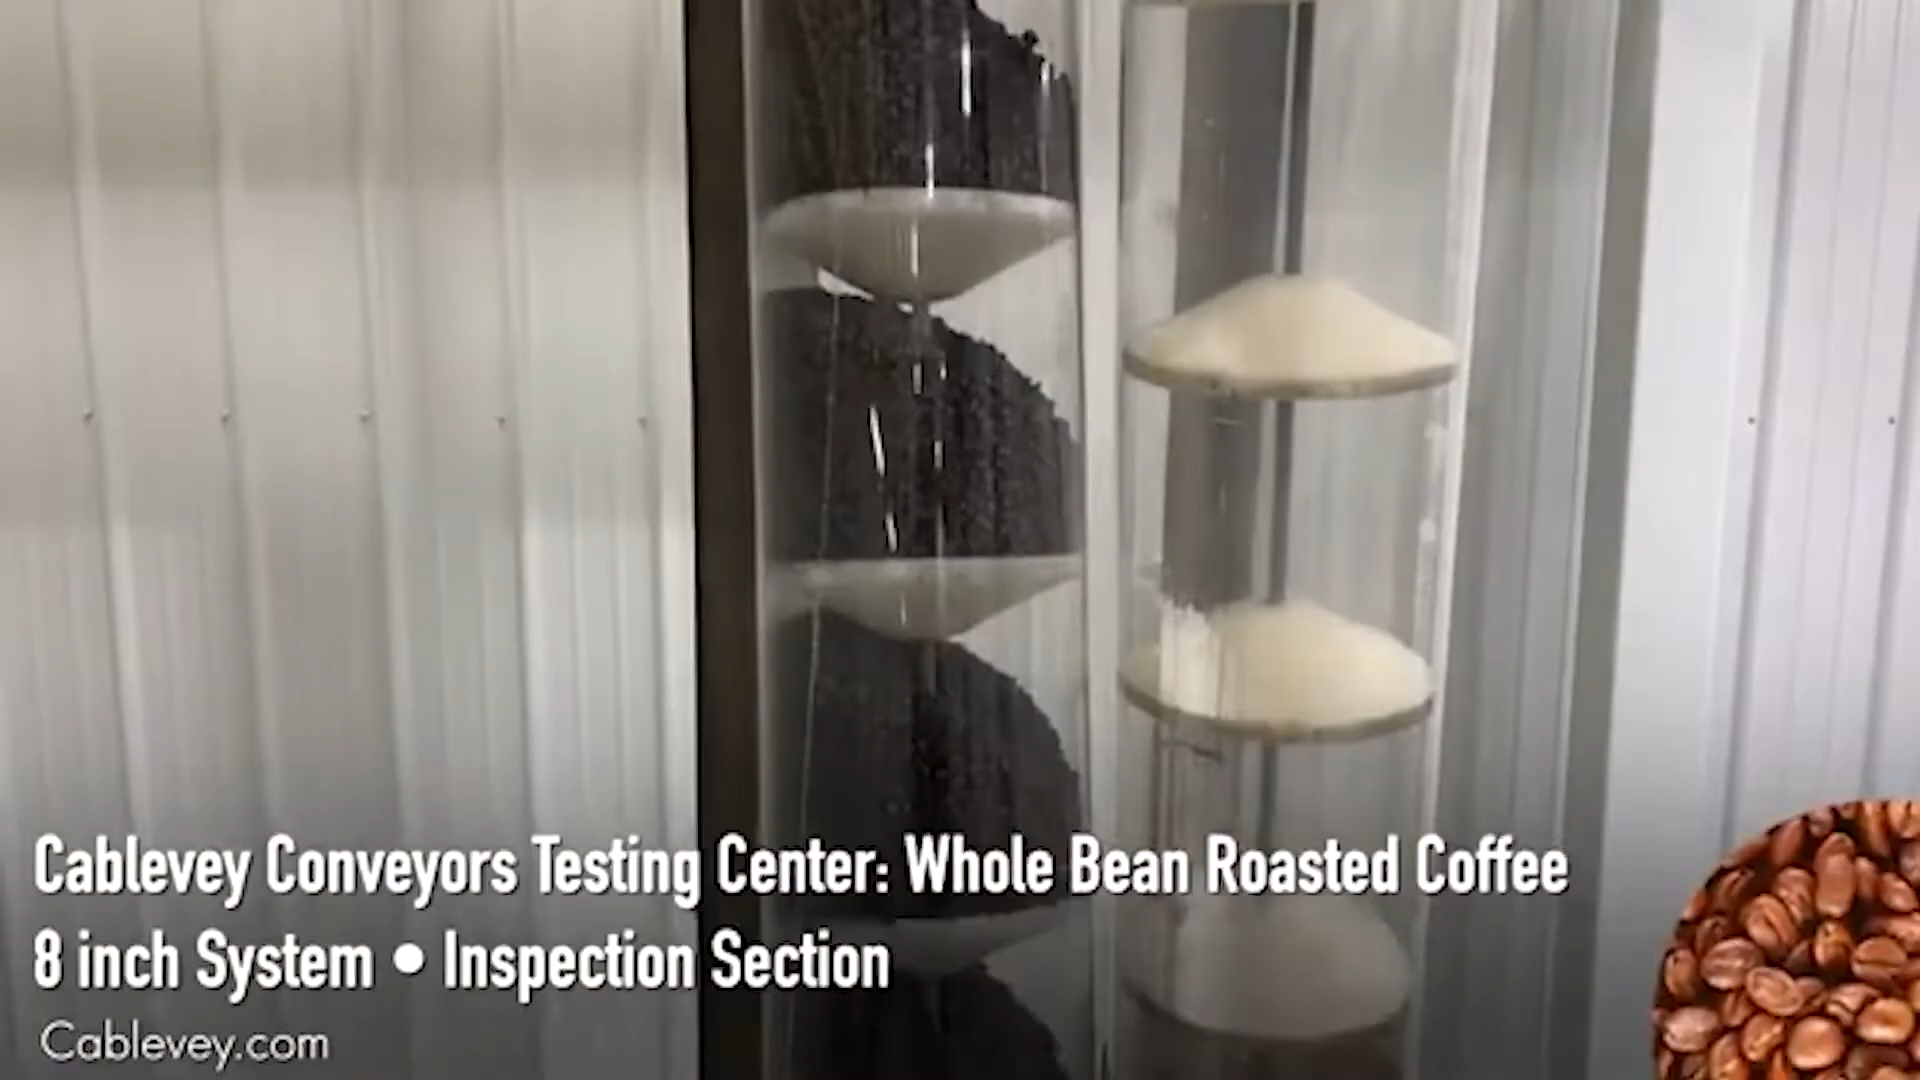 Cablevey Conveyors Testing Center: Whole Bean Roasted Coffee
8 inch System • Inspection Section
Cablevey.com